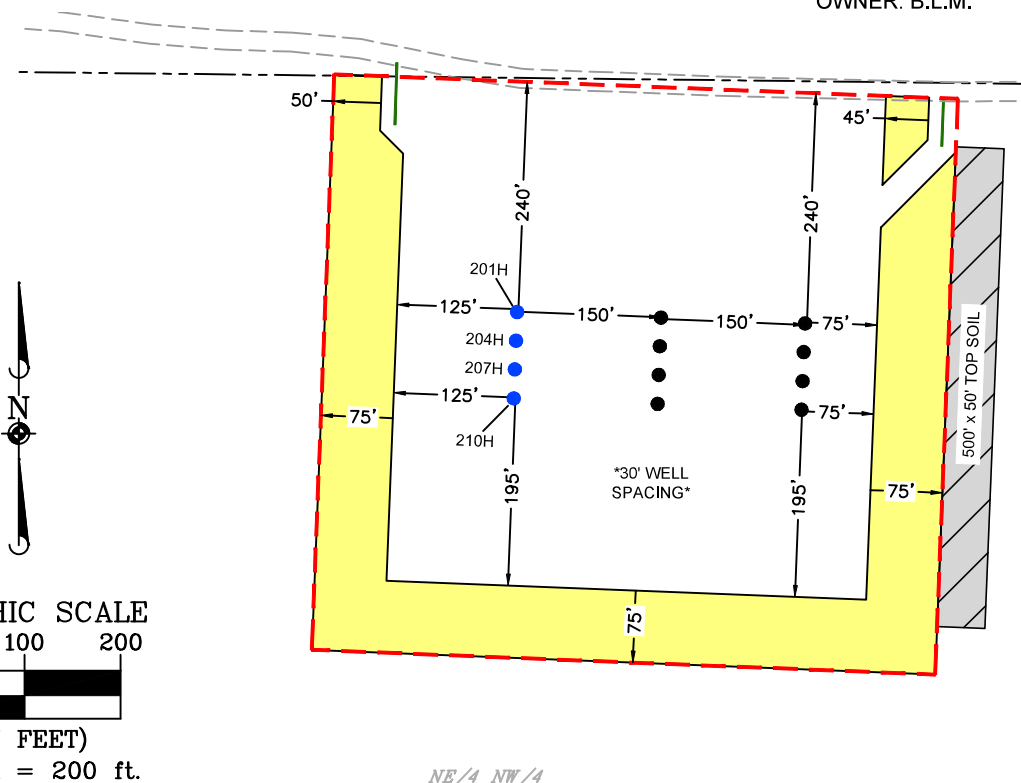 OWNER: B.L.M.
50'
45'
240'
240'
201H
125'
150'
150'
75'
204H
207H
125'
75'
75'
210H
500' x 50' TOP SOIL
N
*30' WELL
SPACING*
195'
195'
75'
75'
HIC SCALE
100 200
FEET)
= 200 ft.
NE/4 NW/4